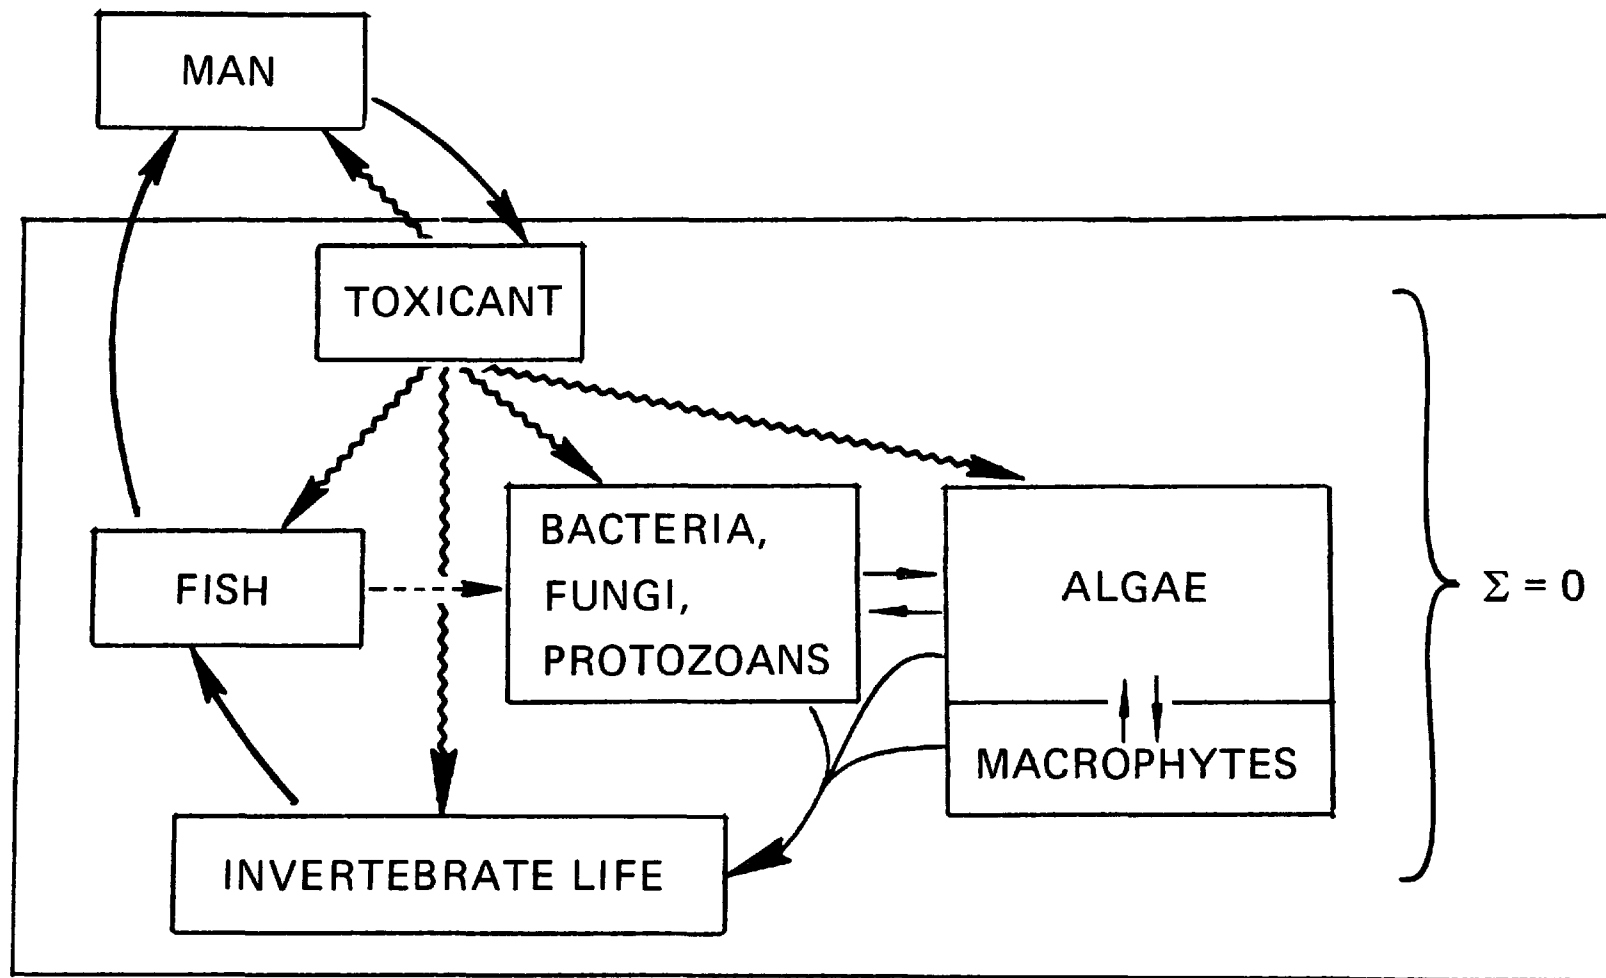 MAN
TOXICANT
BACTERIA,
FUNGI,
PROTOZOANS
ALGAE
Σ = 0
FISH
MACROPHYTES
INVERTEBRATE LIFE